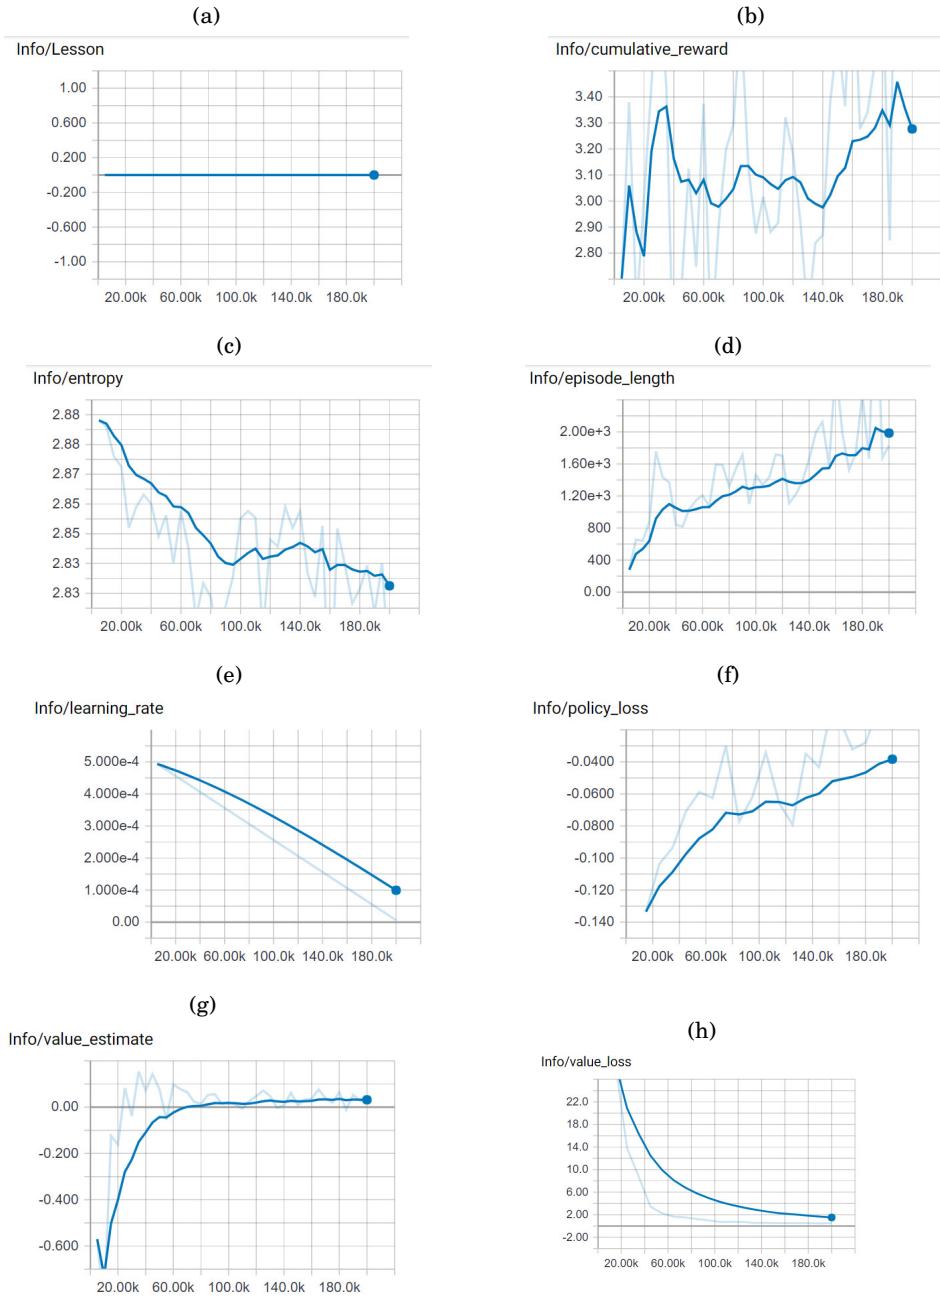 (a)
Info/Lesson
1.00
0.600
0.200
-0.200
-0.600
-1.00
20.00k 60.00k 100.0k 140.0k 180.0k
(b)
Info/cumulative_reward
3.40
3.30
3.20
3.10
3.00
2.90
2.80
20.00k 60.00k 100.0k 140.0k 180.0k
(c)
Info/entropy
2.88
2.88
2.87
2.85
2.85
2.83
2.83
20.00k 60.00k 100.0k 140.0k 180.0k
(d)
Info/episode_length
2.00e+3
1.60e+3
1.20e+3
800
400
0.00
20.00k 60.00k 100.0k 140.0k 180.0k
(e)
Info/learning_rate
5.000e-4
4.000e-4
3.000e-4
2.000e-4
1.000e-4
0.00
20.00k 60.00k 100.0k 140.0k 180.0k
(f)
Info/policy_loss
-0.0400
-0.0600
-0.0800
-0.100
-0.120
-0.140
20.00k 60.00k 100.0k 140.0k 180.0k
(g)
Info/value_estimate
0.00
-0.200
-0.400
-0.600
20.00k 60.00k 100.0k 140.0k 180.0k
(h)
Info/value_loss
22.0
18.0
14.0
10.0
6.00
2.00
-2.00
20.00k 60.00k 100.0k 140.0k 180.0k